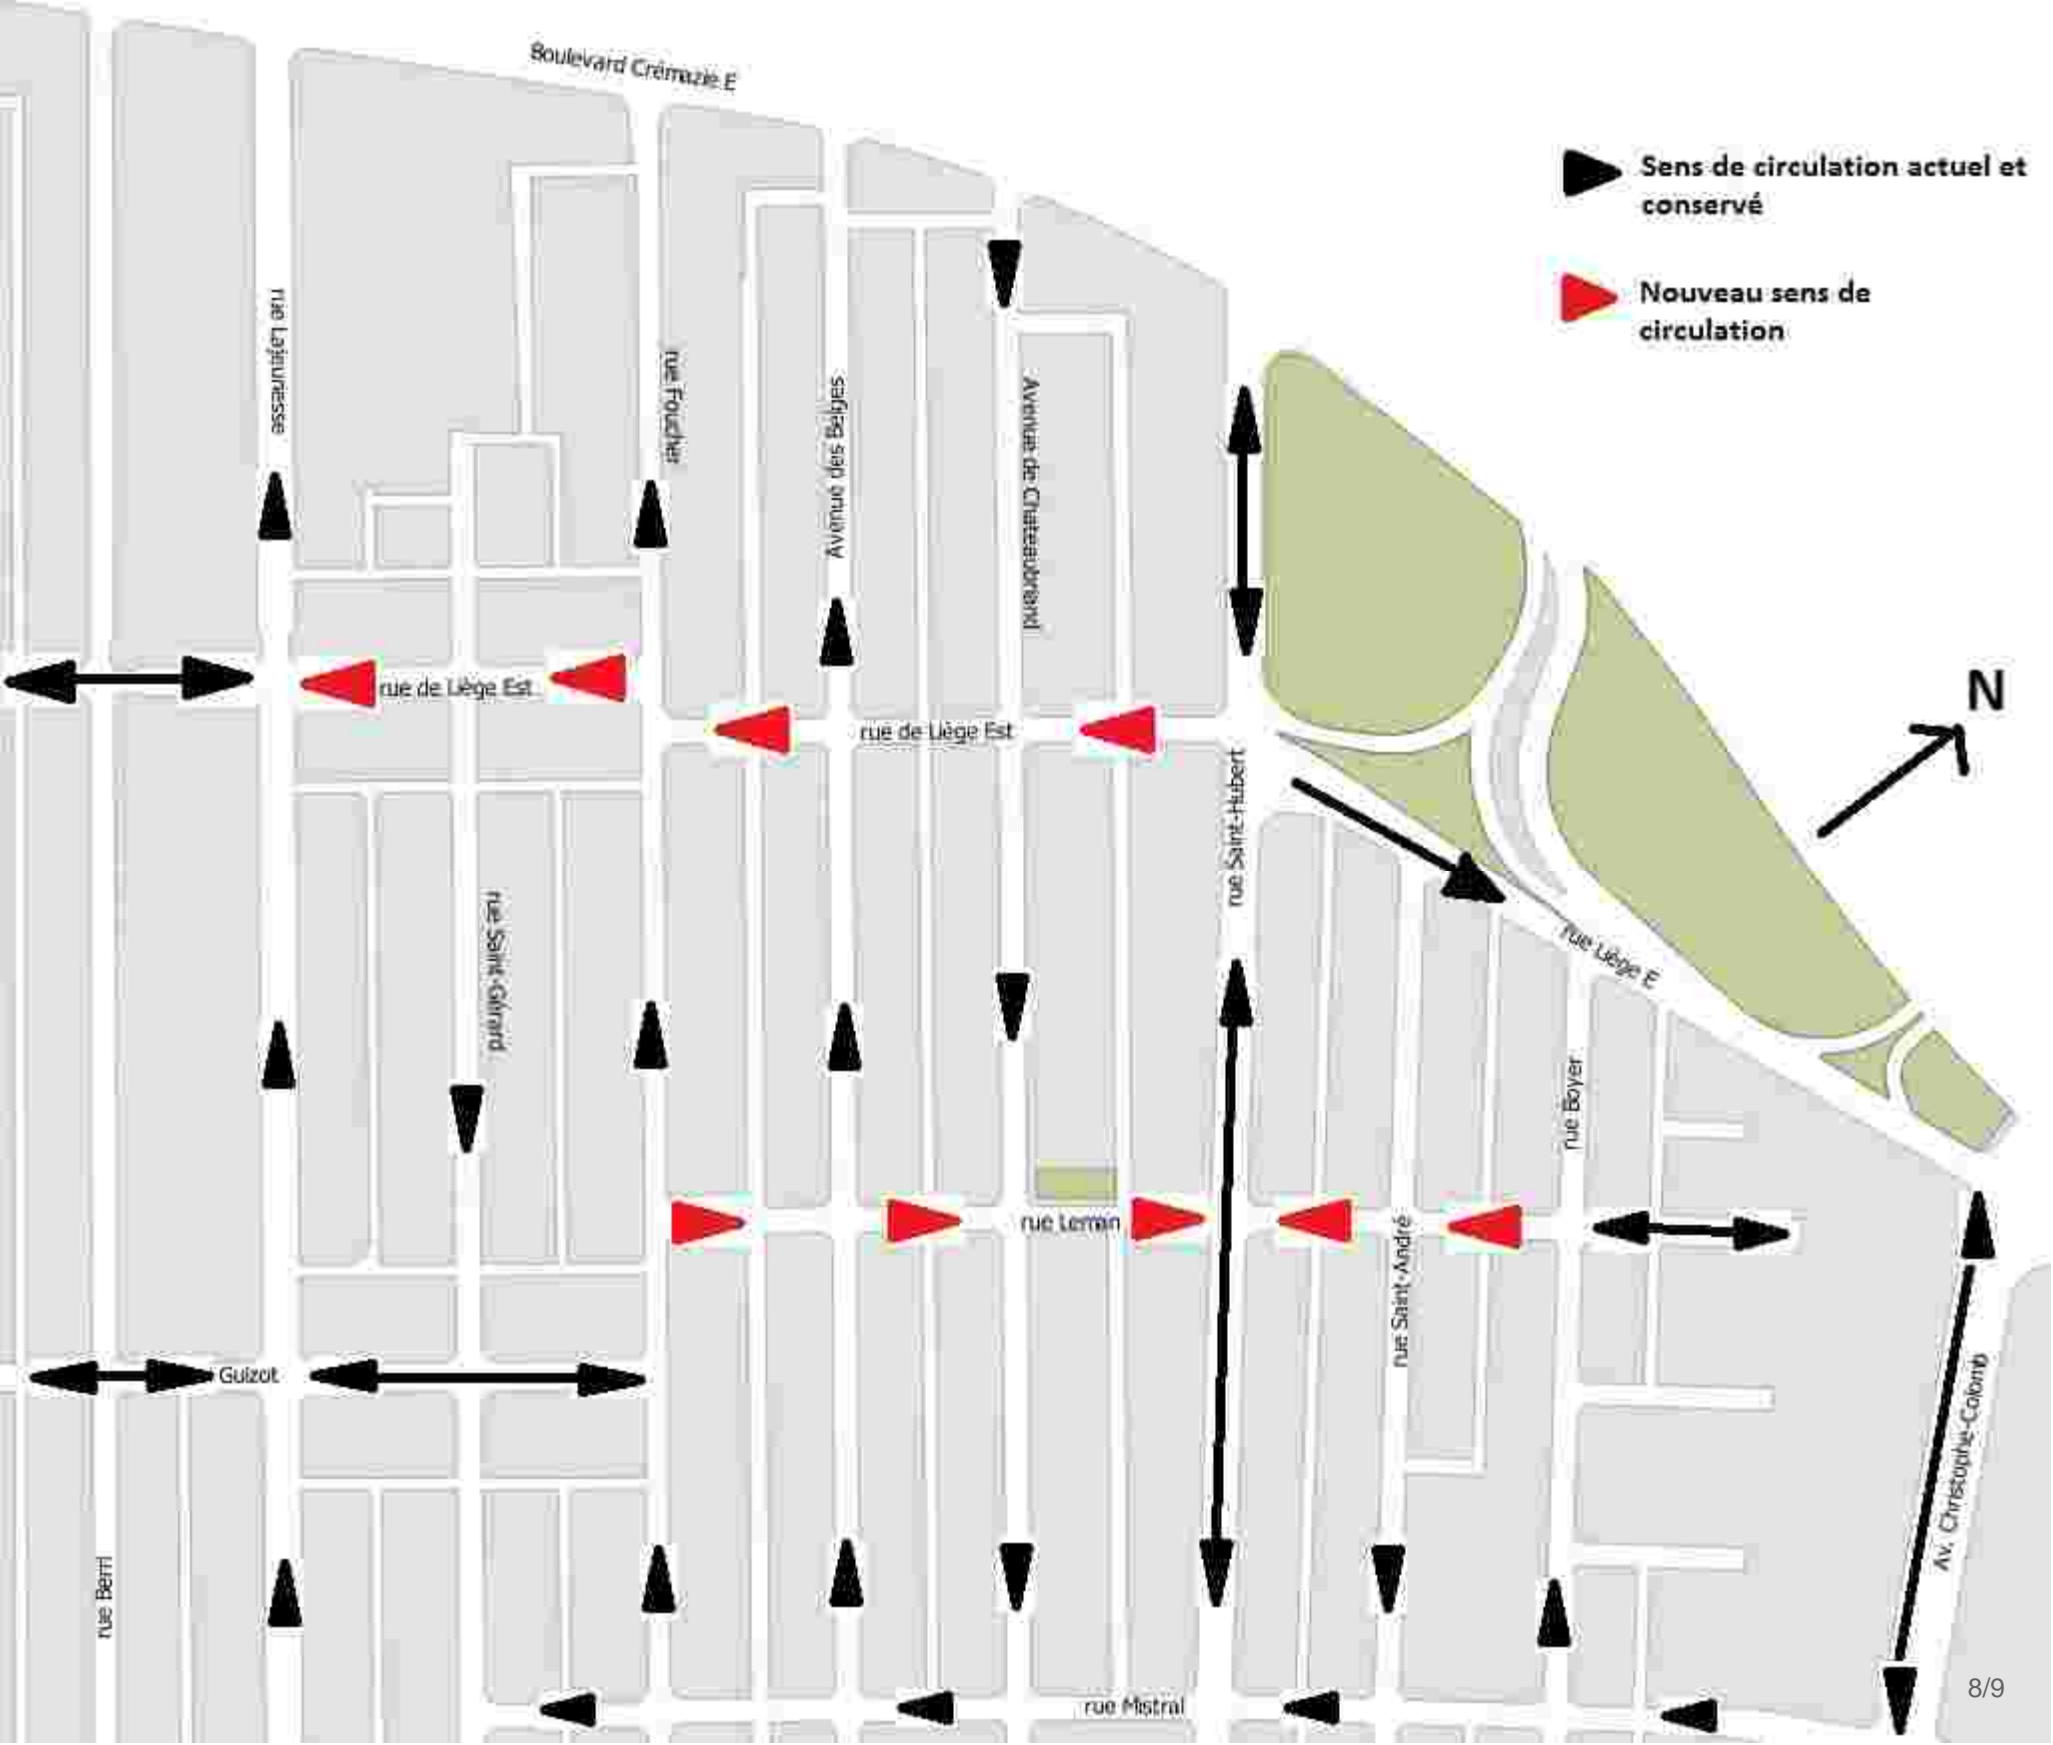 Boulevard Crémazie E
Sens de circulation actuel et
conservé
Nouveau sens de
circulation
rue Lajeunesse
rue Foucher
Avenue des Belges
Avenue de Chateaubriand
N
rue de Liège Est
rue de Liège Est
rue Saint-Hubert
rue Saint-Gérard
rue Liège E
rue Boyer
rue Leman
rue Saint-André
Guizot
Av. Christophe-Colomb
rue Berri
rue Mistral
8/9